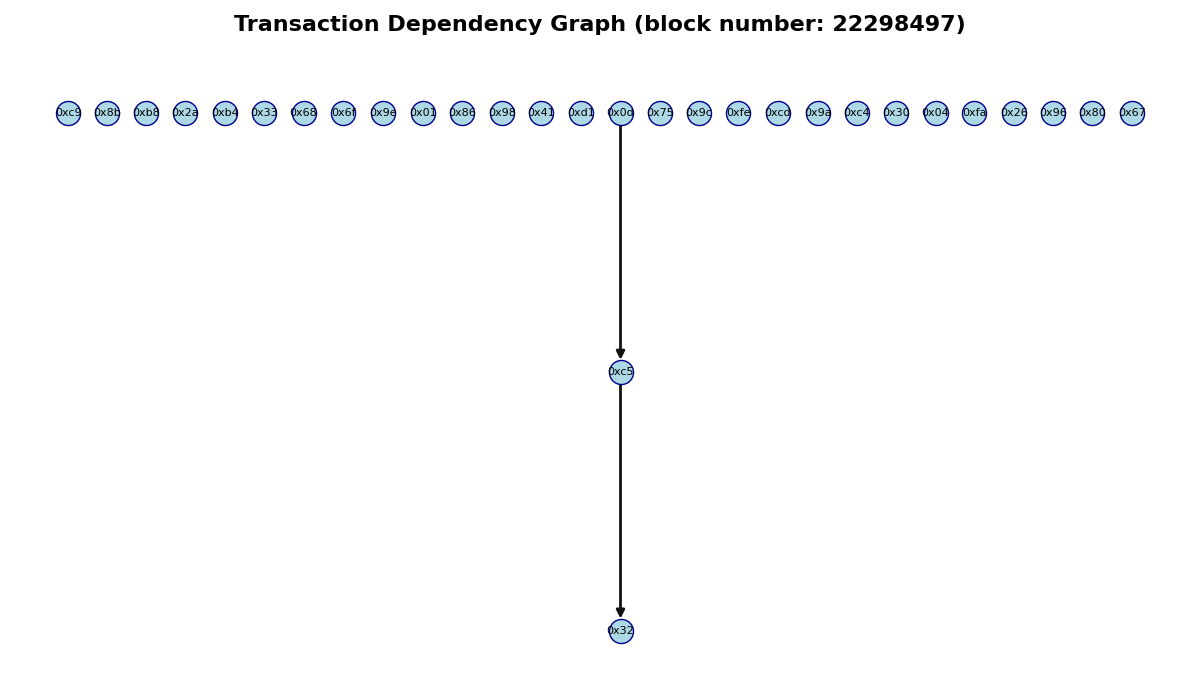 Transaction Dependency Graph (block number: 22298497)
0xc9 0x8b 0xb8 0x2a 0xb4 0x33 0x68 0x6f 0x9e 0x01 0x86 0x98 0x41 0xd1 0x0d 0x75 0x9c 0xfe 0xcd 0x9a 0xc4 0x30 0x04 0xfa 0x26 0x96 0x80 0x67
0xc5
0x32